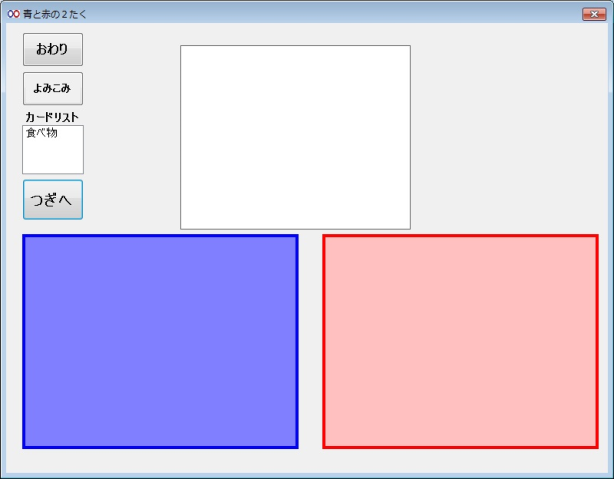 青と赤の2たく
おわり
よみこみ
カードリスト
食べ物
つぎへ